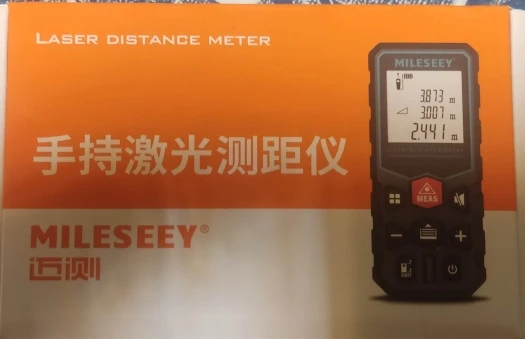 LASER DISTANCE METER
手持激光测距仪
MILESEEY®
迈测
MILESEEY
3.873 m
3.007 m
2.441 m
MEAS